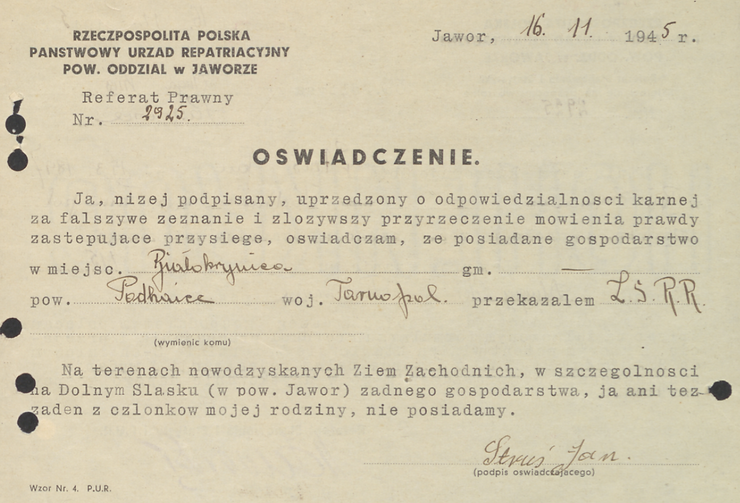 RZECZPOSPOLITA POLSKA
PANSTWOWY URZAD REPATRIACYJNY
POW. ODDZIAL w JAWORZE
Jawor, 16. 11. 1945 r.
Referat Prawny
Nr. 2925.
OSWIADCZENIE.
Ja, nizej podpisany, uprzedzony o odpowiedzialnosci karnej
za falszywe zeznanie i zlozywszy przyrzeczenie mowienia prawdy
zastepujace przysiege, oswiadczam, ze posiadane gospodarstwo
w miejsc. Białokrynica gm. —
pow. Podhajce woj. Tarnopol. przekazalem Z.S.R.R.
(wymienic komu)
Na terenach nowodzyskanych Ziem Zachodnich, w szczegolnosci
na Dolnym Slasku (w pow. Jawor) zadnego gospodarstwa, ja ani tez
zaden z czlonkow mojej rodziny, nie posiadamy.
Struś Jan.
(podpis oswiadczajacego)
Wzor Nr. 4. P.U.R.